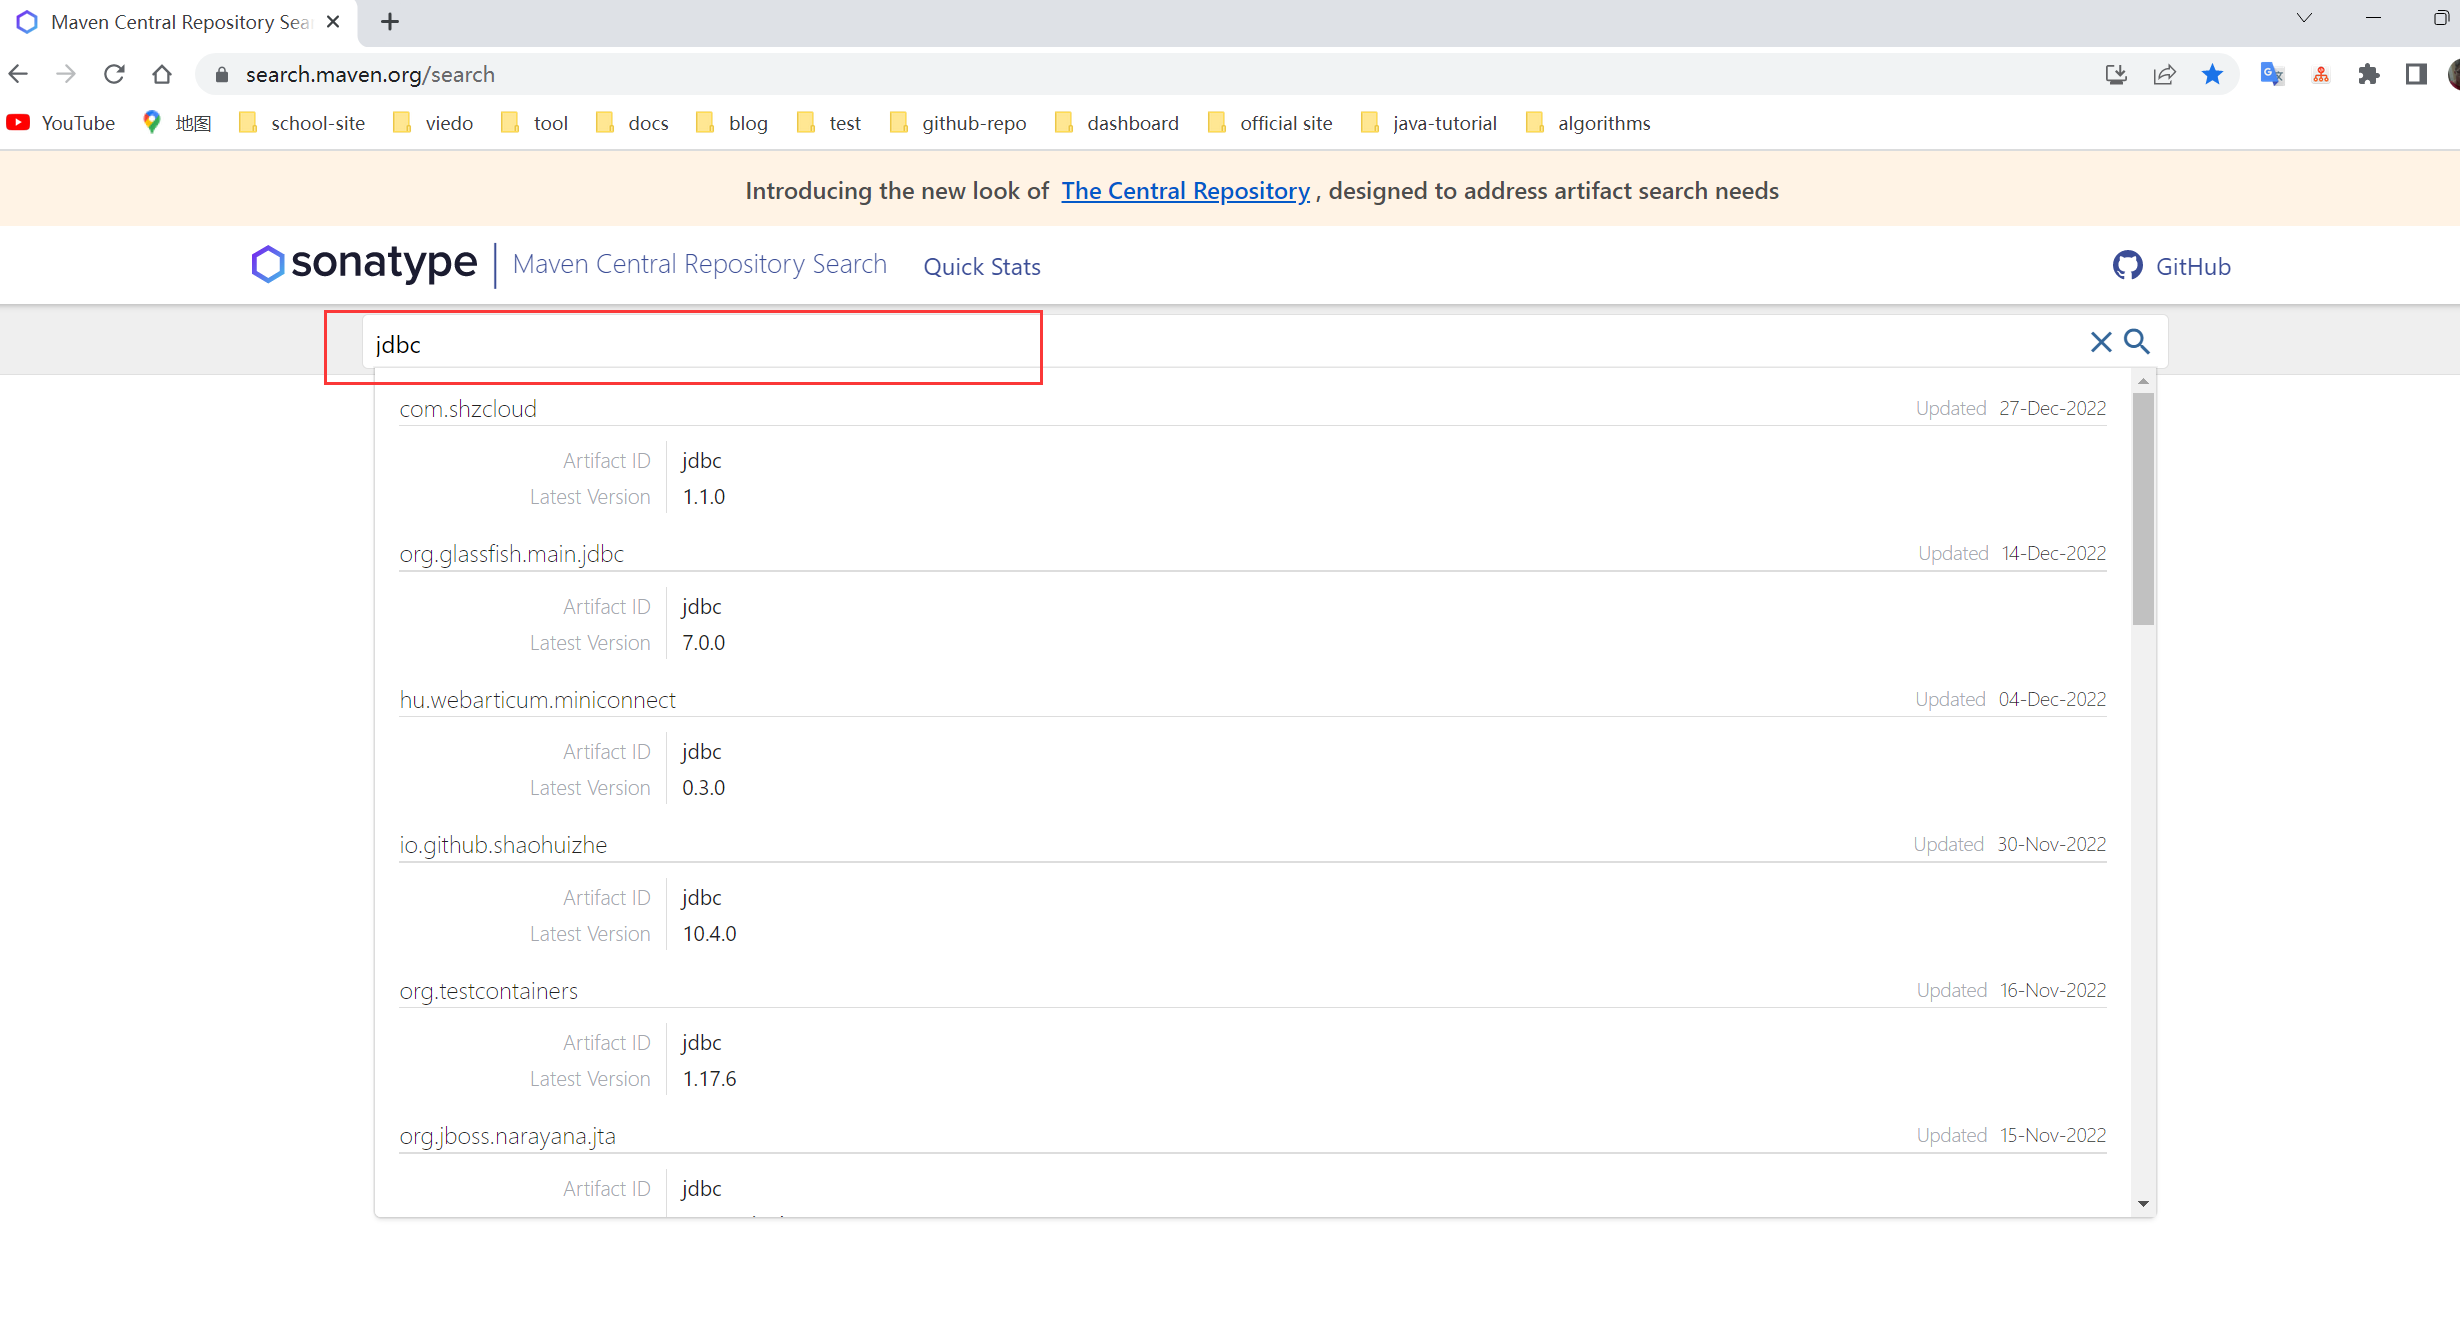 Maven Central Repository Sea
search.maven.org/search
YouTube 地图 school-site viedo tool docs blog test github-repo dashboard official site java-tutorial algorithms
Introducing the new look of The Central Repository , designed to address artifact search needs
sonatype Maven Central Repository Search Quick Stats GitHub
jdbc
com.shzcloud Updated 27-Dec-2022
Artifact ID jdbc
Latest Version 1.1.0
org.glassfish.main.jdbc Updated 14-Dec-2022
Artifact ID jdbc
Latest Version 7.0.0
hu.webarticum.miniconnect Updated 04-Dec-2022
Artifact ID jdbc
Latest Version 0.3.0
io.github.shaohuizhe Updated 30-Nov-2022
Artifact ID jdbc
Latest Version 10.4.0
org.testcontainers Updated 16-Nov-2022
Artifact ID jdbc
Latest Version 1.17.6
org.jboss.narayana.jta Updated 15-Nov-2022
Artifact ID jdbc